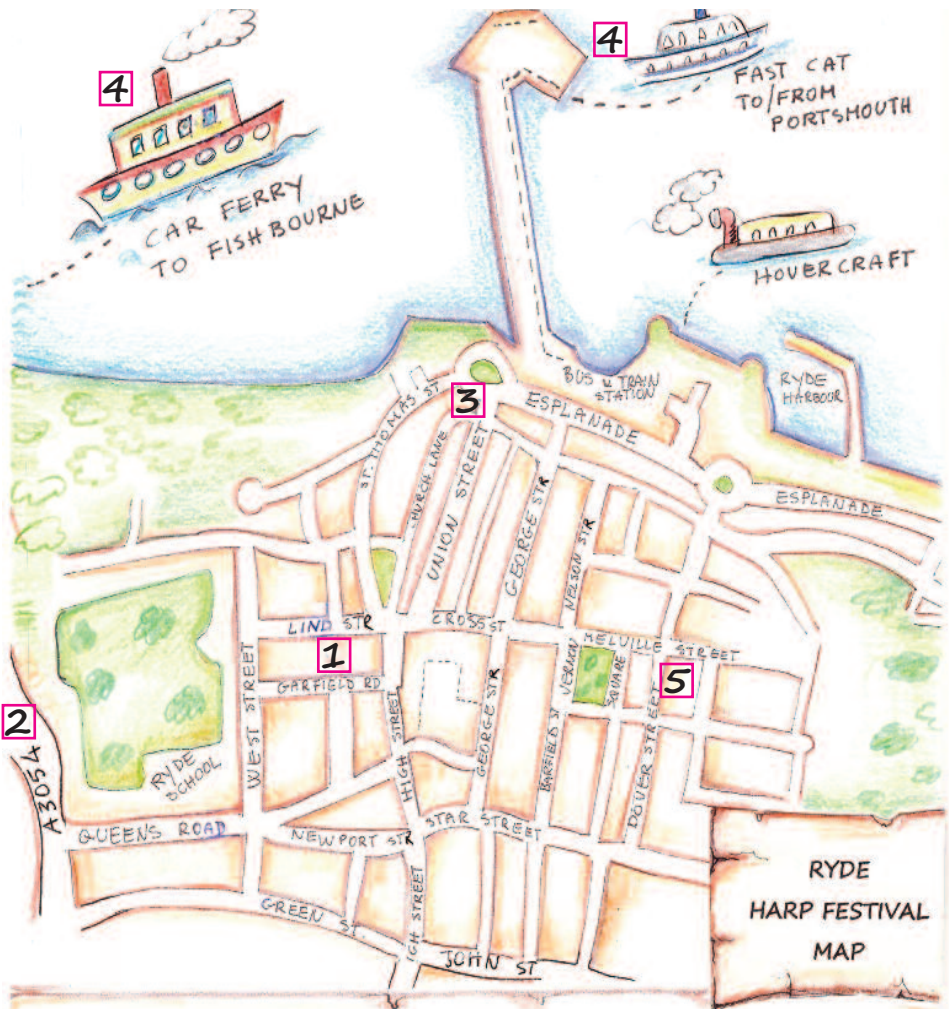 4
4
FAST CAT
TO/FROM
PORTSMOUTH
CAR FERRY
TO FISHBOURNE
HOVERCRAFT
BUS & TRAIN
STATION
RYDE
HARBOUR
3
ESPLANADE
ESPLANADE
ST. THOMAS ST
CHURCH LANE
UNION STREET
GEORGE STR
NELSON STR
LIND STR
CROSS ST
MELVILLE STREET
1
GARFIELD RD
WEST STREET
HIGH STREET
GEORGE STR
BARFIELD ST
VERNON
SQUARE
5
DOVER STREET
2
A3054
RYDE
SCHOOL
QUEENS ROAD
NEWPORT STR
STAR STREET
GREEN ST.
IGH STREET
JOHN ST
RYDE
HARP FESTIVAL
MAP